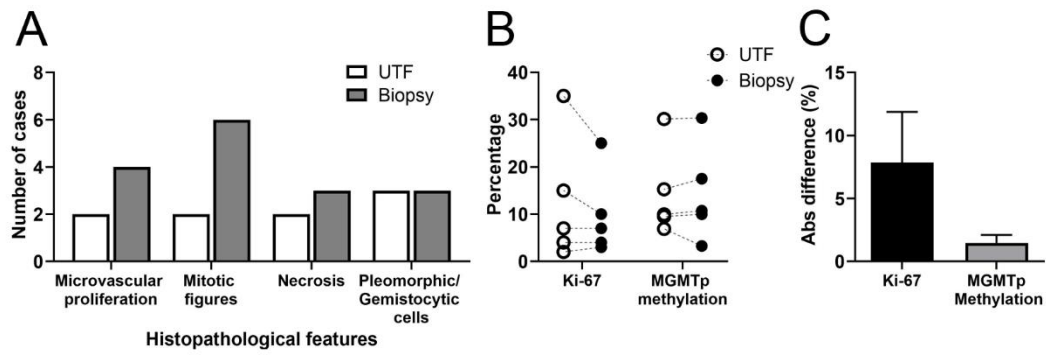 A
UTF
Biopsy
Number of cases
8
6
4
2
0
Microvascular
proliferation
Mitotic
figures
Necrosis
Pleomorphic/
Gemistocytic
cells
Histopathological features
B
UTF
Biopsy
Percentage
40
30
20
10
0
Ki-67
MGMTp
methylation
C
Abs difference (%)
15
10
5
0
Ki-67
MGMTp
Methylation